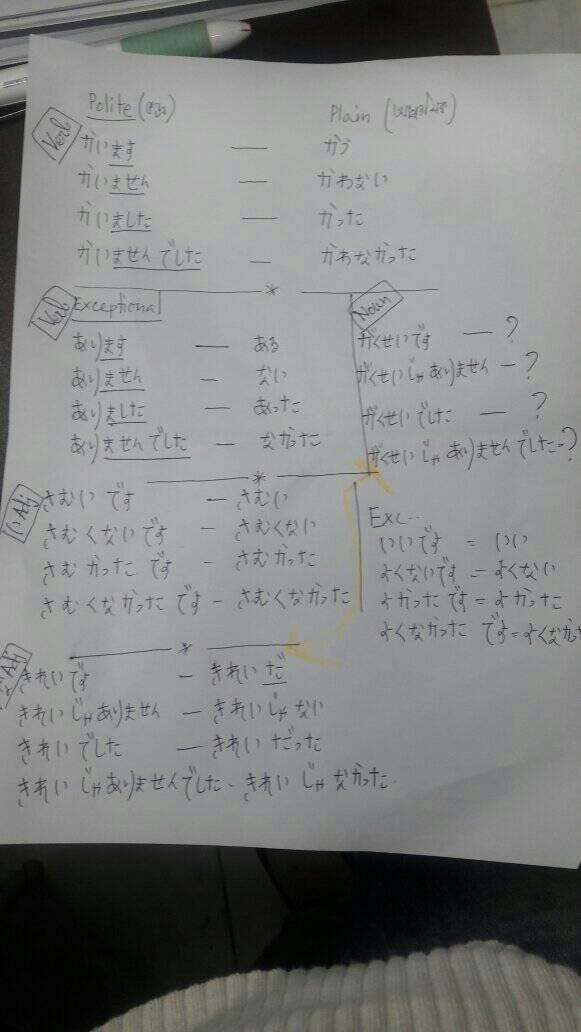 Polite Plain
Verb
かいます — かう
かいません — かわない
かいました — かった
かいませんでした — かわなかった
Verb Exceptional
あります — ある
ありません — ない
ありました — あった
ありませんでした — なかった
Noun
がくせいです — ?
がくせいじゃありません — ?
がくせいでした — ?
がくせいじゃありませんでした - ?
い Adj
さむいです — さむい
さむくないです — さむくない
さむかったです — さむかった
さむくなかったです — さむくなかった
Exc..
いいです = いい
よくないです = よくない
よかったです = よかった
よくなかったです = よくなかった
Adj
きれいです — きれいだ
きれいじゃありません — きれいじゃない
きれいでした — きれいだった
きれいじゃありませんでした - きれいじゃなかった